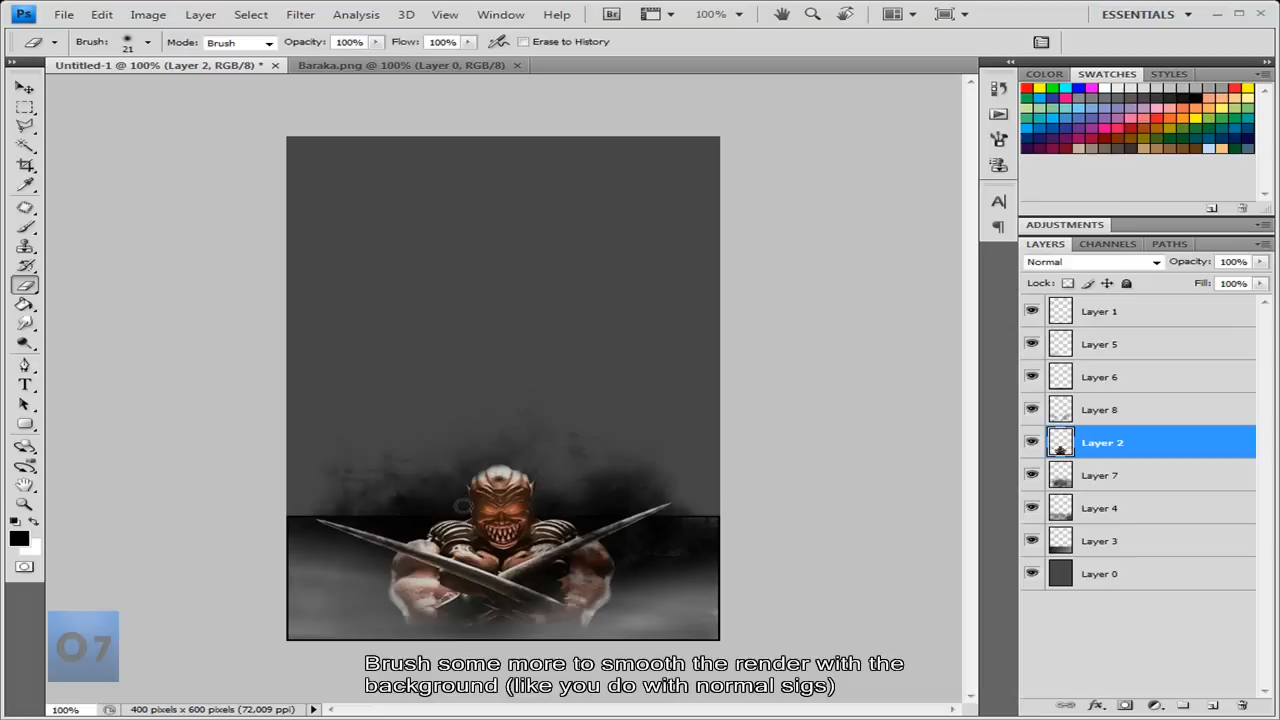 Ps File Edit Image Layer Select Filter Analysis 3D View Window Help Br 100% ESSENTIALS
Brush: 21 Mode: Brush Opacity: 100% Flow: 100% Erase to History
Untitled-1 @ 100% (Layer 2, RGB/8) * Baraka.png @ 100% (Layer 0, RGB/8)
COLOR SWATCHES STYLES
ADJUSTMENTS
LAYERS CHANNELS PATHS
Normal Opacity: 100%
Lock: Fill: 100%
Layer 1
Layer 5
Layer 6
Layer 8
Layer 2
Layer 7
Layer 4
Layer 3
Layer 0
07
Brush some more to smooth the render with the
background (like you do with normal sigs)
100% 400 pixels x 600 pixels (72,009 ppi)